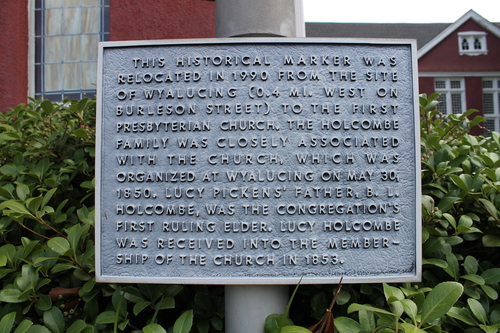 THIS HISTORICAL MARKER WAS
RELOCATED IN 1990 FROM THE SITE
OF WYALUCING (0.4 MI. WEST ON
BURLESON STREET) TO THE FIRST
PRESBYTERIAN CHURCH. THE HOLCOMBE
FAMILY WAS CLOSELY ASSOCIATED
WITH THE CHURCH, WHICH WAS
ORGANIZED AT WYALUCING ON MAY 30,
1850. LUCY PICKENS' FATHER, B. L.
HOLCOMBE, WAS THE CONGREGATION'S
FIRST RULING ELDER. LUCY HOLCOMBE
WAS RECEIVED INTO THE MEMBER-
SHIP OF THE CHURCH IN 1853.